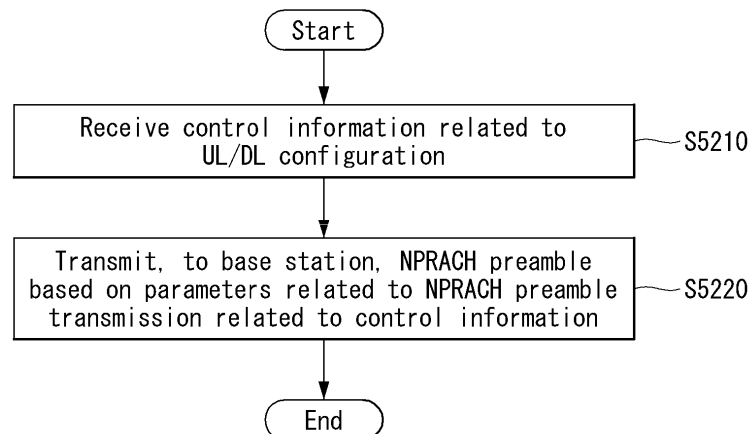 Start
Receive control information related to
UL/DL configuration
S5210
Transmit, to base station, NPRACH preamble
based on parameters related to NPRACH preamble
transmission related to control information
S5220
End